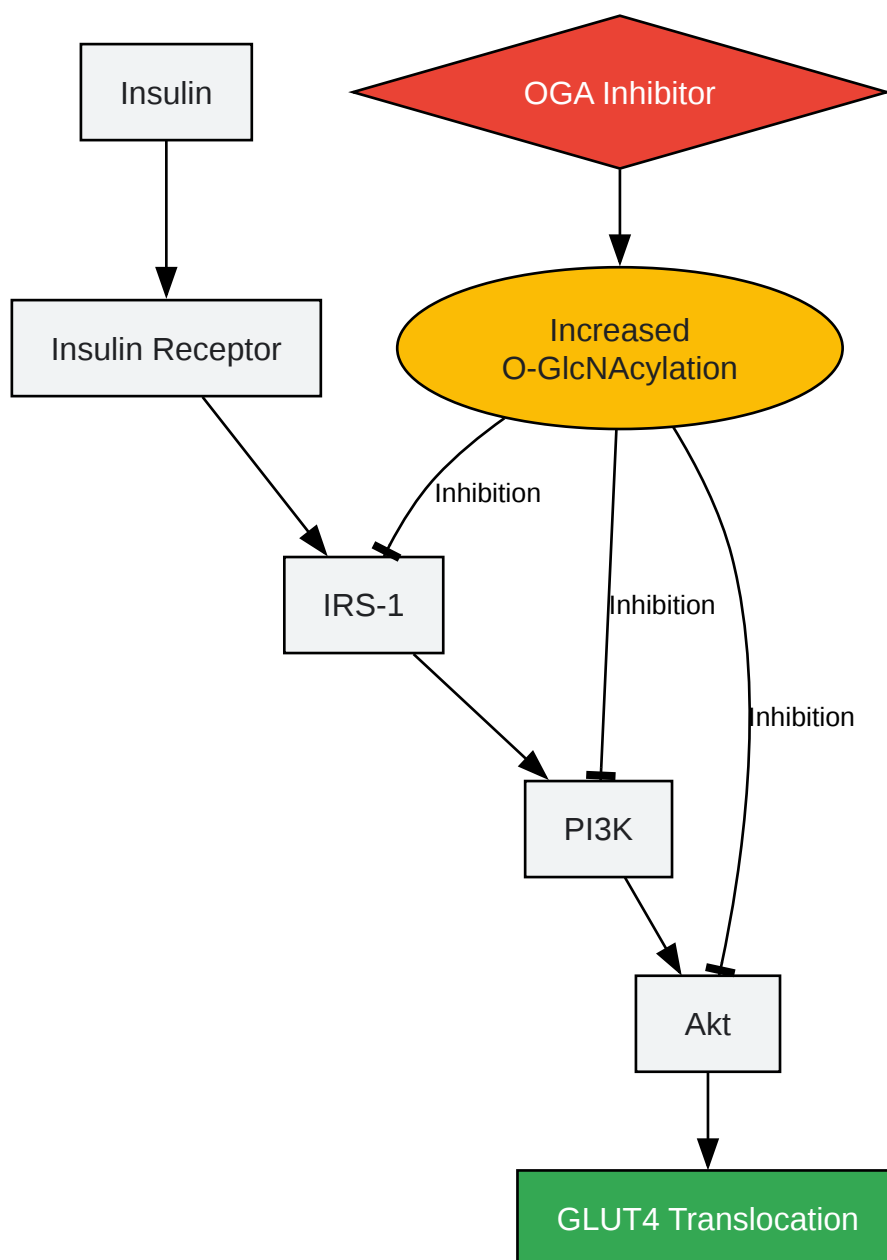 Insulin
OGA Inhibitor
Insulin Receptor
Increased
O-GlcNAcylation
Inhibition
IRS-1
Inhibition
Inhibition
PI3K
Akt
GLUT4 Translocation